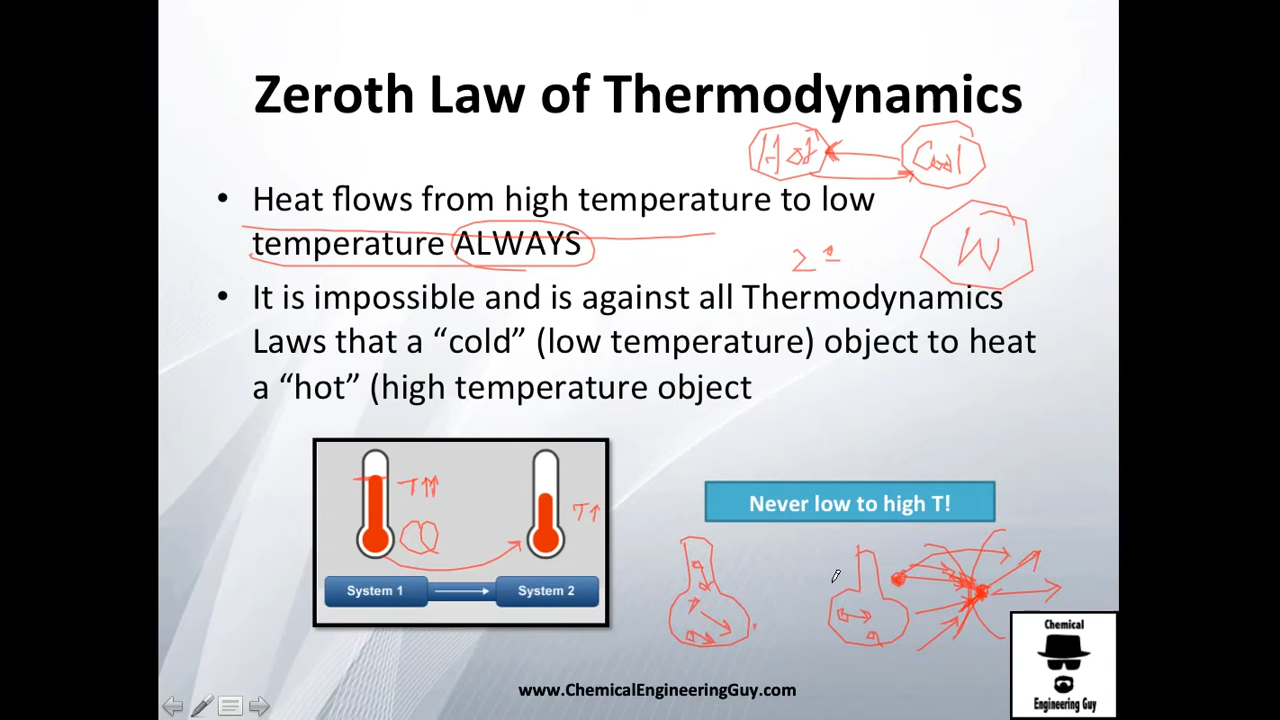 Zeroth Law of Thermodynamics
Hot
Cool
• Heat flows from high temperature to low
temperature ALWAYS
W
• It is impossible and is against all Thermodynamics
Laws that a “cold” (low temperature) object to heat
a “hot” (high temperature object
T↑↑
T↑
System 1
System 2
Never low to high T!
Chemical
Engineering Guy
www.ChemicalEngineeringGuy.com